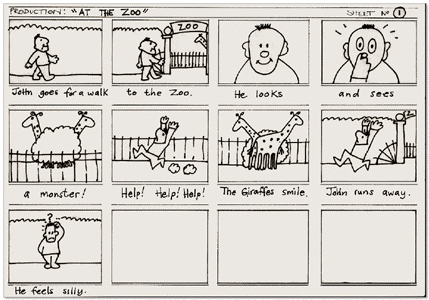 PRODUCTION: "AT THE ZOO" SHEET Nº 1
ZOO
John goes for a walk
to the Zoo.
He looks
and sees
?
a monster!
Help! Help! Help!
The Giraffes smile.
John runs away.
?
He feels silly.